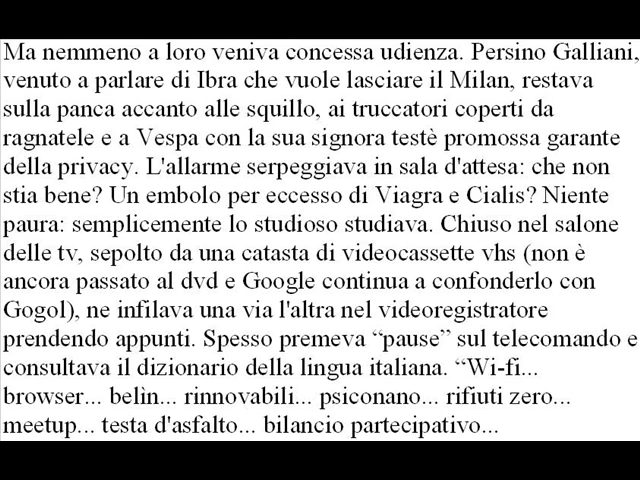 Ma nemmeno a loro veniva concessa udienza. Persino Galliani,
venuto a parlare di Ibra che vuole lasciare il Milan, restava
sulla panca accanto alle squillo, ai truccatori coperti da
ragnatele e a Vespa con la sua signora testè promossa garante
della privacy. L'allarme serpeggiava in sala d'attesa: che non
stia bene? Un embolo per eccesso di Viagra e Cialis? Niente
paura: semplicemente lo studioso studiava. Chiuso nel salone
delle tv, sepolto da una catasta di videocassette vhs (non è
ancora passato al dvd e Google continua a confonderlo con
Gogol), ne infilava una via l'altra nel videoregistratore
prendendo appunti. Spesso premeva “pause” sul telecomando e
consultava il dizionario della lingua italiana. “Wi-fi...
browser... belìn... rinnovabili... psiconano... rifiuti zero...
meetup... testa d'asfalto... bilancio partecipativo...